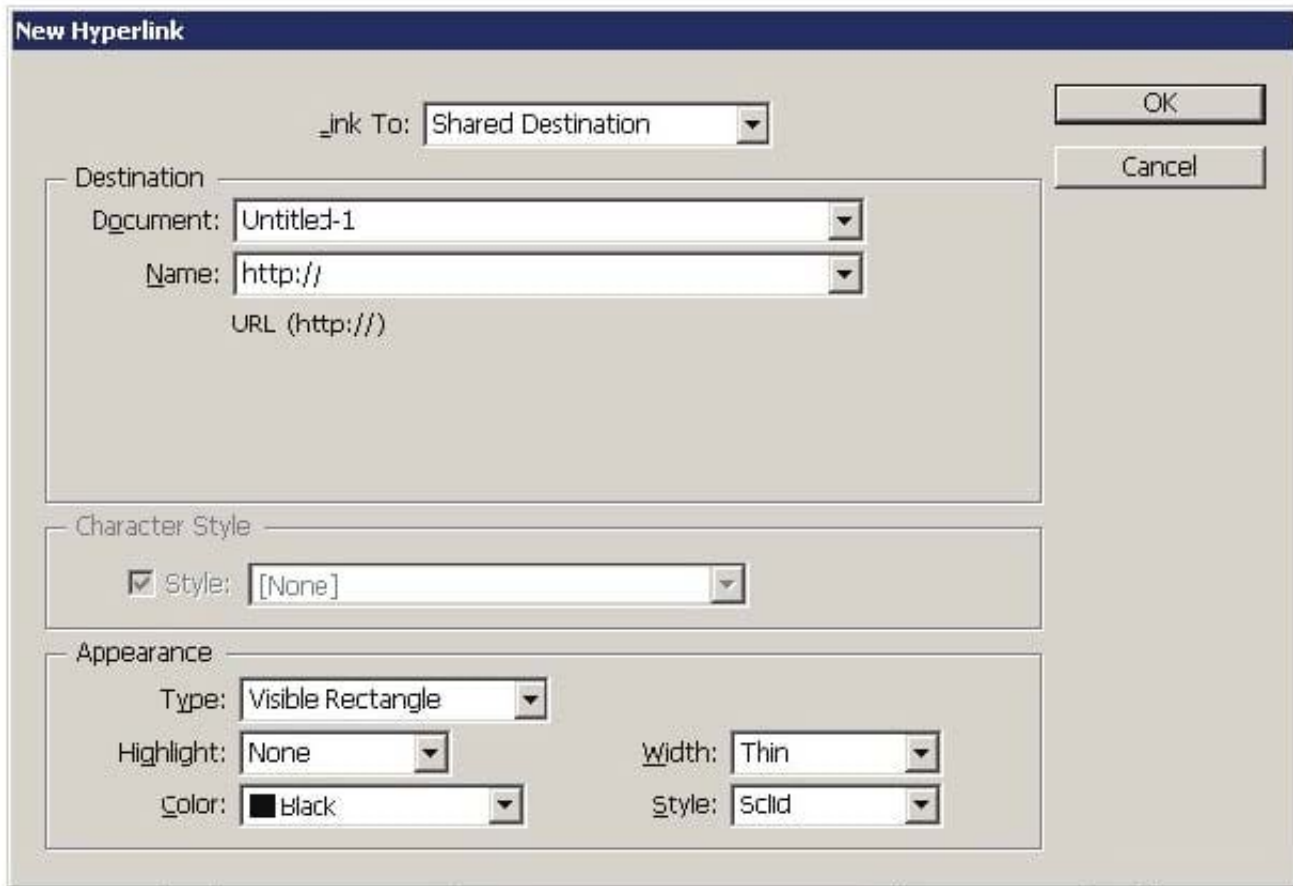 New Hyperlink
_ink To: Shared Destination
OK
Cancel
Destination
Document: Untitled-1
Name: http://
URL (http://)
Character Style
Style: [None]
Appearance
Type: Visible Rectangle
Highlight: None
Width: Thin
Color: Black
Style: Solid